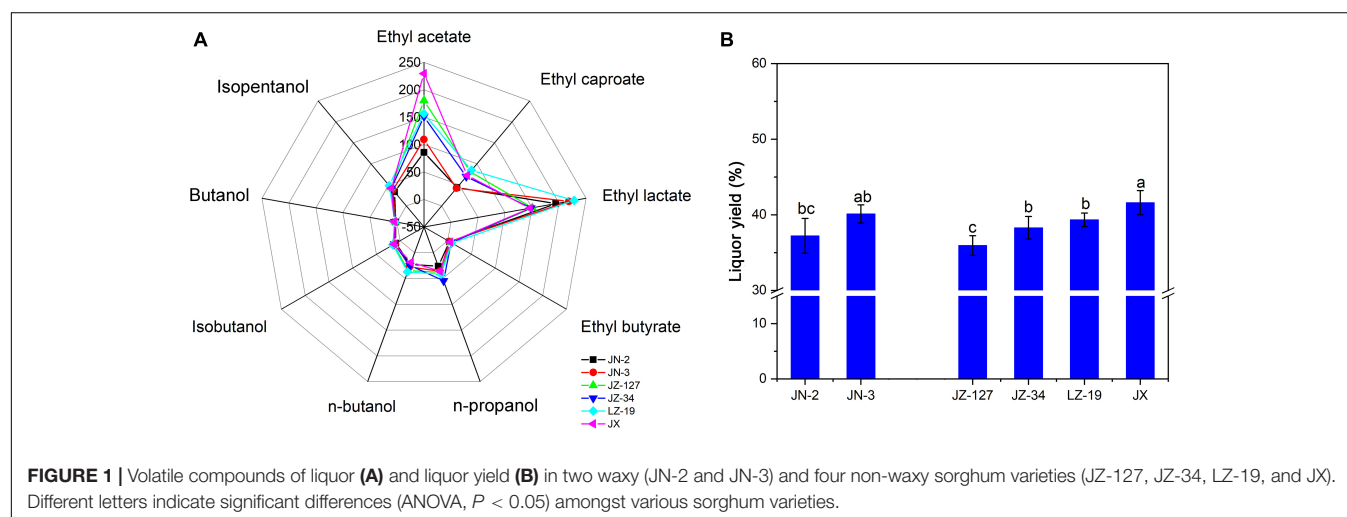 A
Ethyl acetate
250
200
150
100
50
0
-50
Ethyl caproate
Ethyl lactate
Ethyl butyrate
n-propanol
n-butanol
Isobutanol
Butanol
Isopentanol
JN-2
JN-3
JZ-127
JZ-34
LZ-19
JX
B
Liquor yield (%)
60
50
40
30
10
0
bc
ab
c
b
b
a
JN-2
JN-3
JZ-127
JZ-34
LZ-19
JX
FIGURE 1 | Volatile compounds of liquor (A) and liquor yield (B) in two waxy (JN-2 and JN-3) and four non-waxy sorghum varieties (JZ-127, JZ-34, LZ-19, and JX).
Different letters indicate significant differences (ANOVA, P < 0.05) amongst various sorghum varieties.